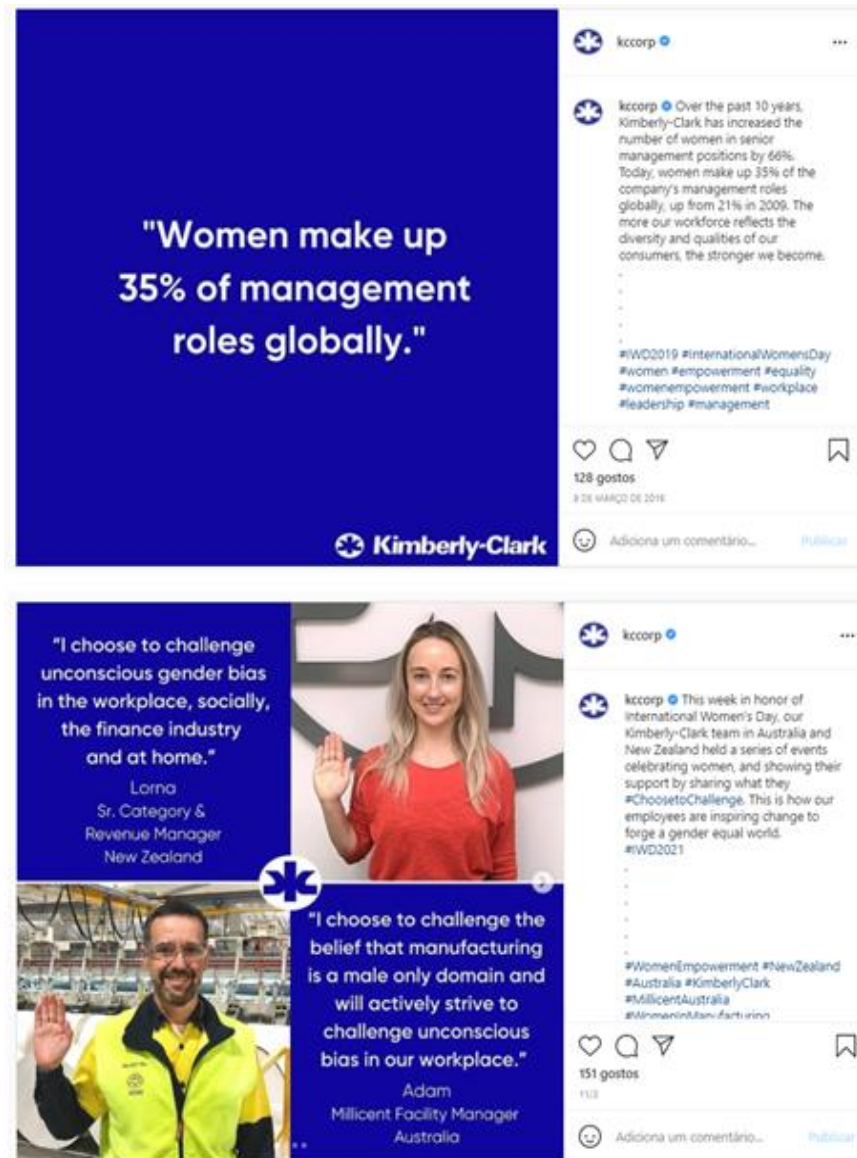 "Women make up
35% of management
roles globally."
Kimberly-Clark
kccorp
kccorp Over the past 10 years,
Kimberly-Clark has increased the
number of women in senior
management positions by 66%.
Today, women make up 35% of the
company's management roles
globally, up from 21% in 2009. The
more our workforce reflects the
diversity and qualities of our
consumers, the stronger we become.
.
.
.
.
.
#IWD2019 #InternationalWomensDay
#women #empowerment #equality
#womenempowerment #workplace
#leadership #management
128 gostos
8 DE MARÇO DE 2019
Adiciona um comentário... Publicar
"I choose to challenge
unconscious gender bias
in the workplace, socially,
the finance industry
and at home."
Lorna
Sr. Category &
Revenue Manager
New Zealand
"I choose to challenge the
belief that manufacturing
is a male only domain and
will actively strive to
challenge unconscious
bias in our workplace."
Adam
Millicent Facility Manager
Australia
kccorp
kccorp This week in honor of
International Women's Day, our
Kimberly-Clark team in Australia and
New Zealand held a series of events
celebrating women, and showing their
support by sharing what they
#ChoosetoChallenge. This is how our
employees are inspiring change to
forge a gender equal world.
#IWD2021
.
.
.
.
.
.
#WomenEmpowerment #NewZealand
#Australia #KimberlyClark
#MillicentAustralia
#WomenInManufacturing
151 gostos
11/3
Adiciona um comentário... Publicar